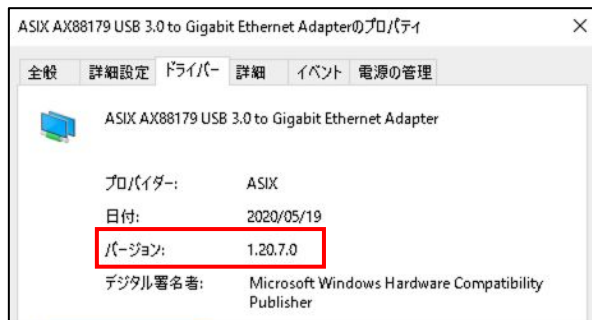 ASIX AX88179 USB 3.0 to Gigabit Ethernet Adapterのプロパティ
全般 詳細設定 ドライバー 詳細 イベント 電源の管理
ASIX AX88179 USB 3.0 to Gigabit Ethernet Adapter
プロバイダー: ASIX
日付: 2020/05/19
バージョン: 1.20.7.0
デジタル署名者: Microsoft Windows Hardware Compatibility
Publisher